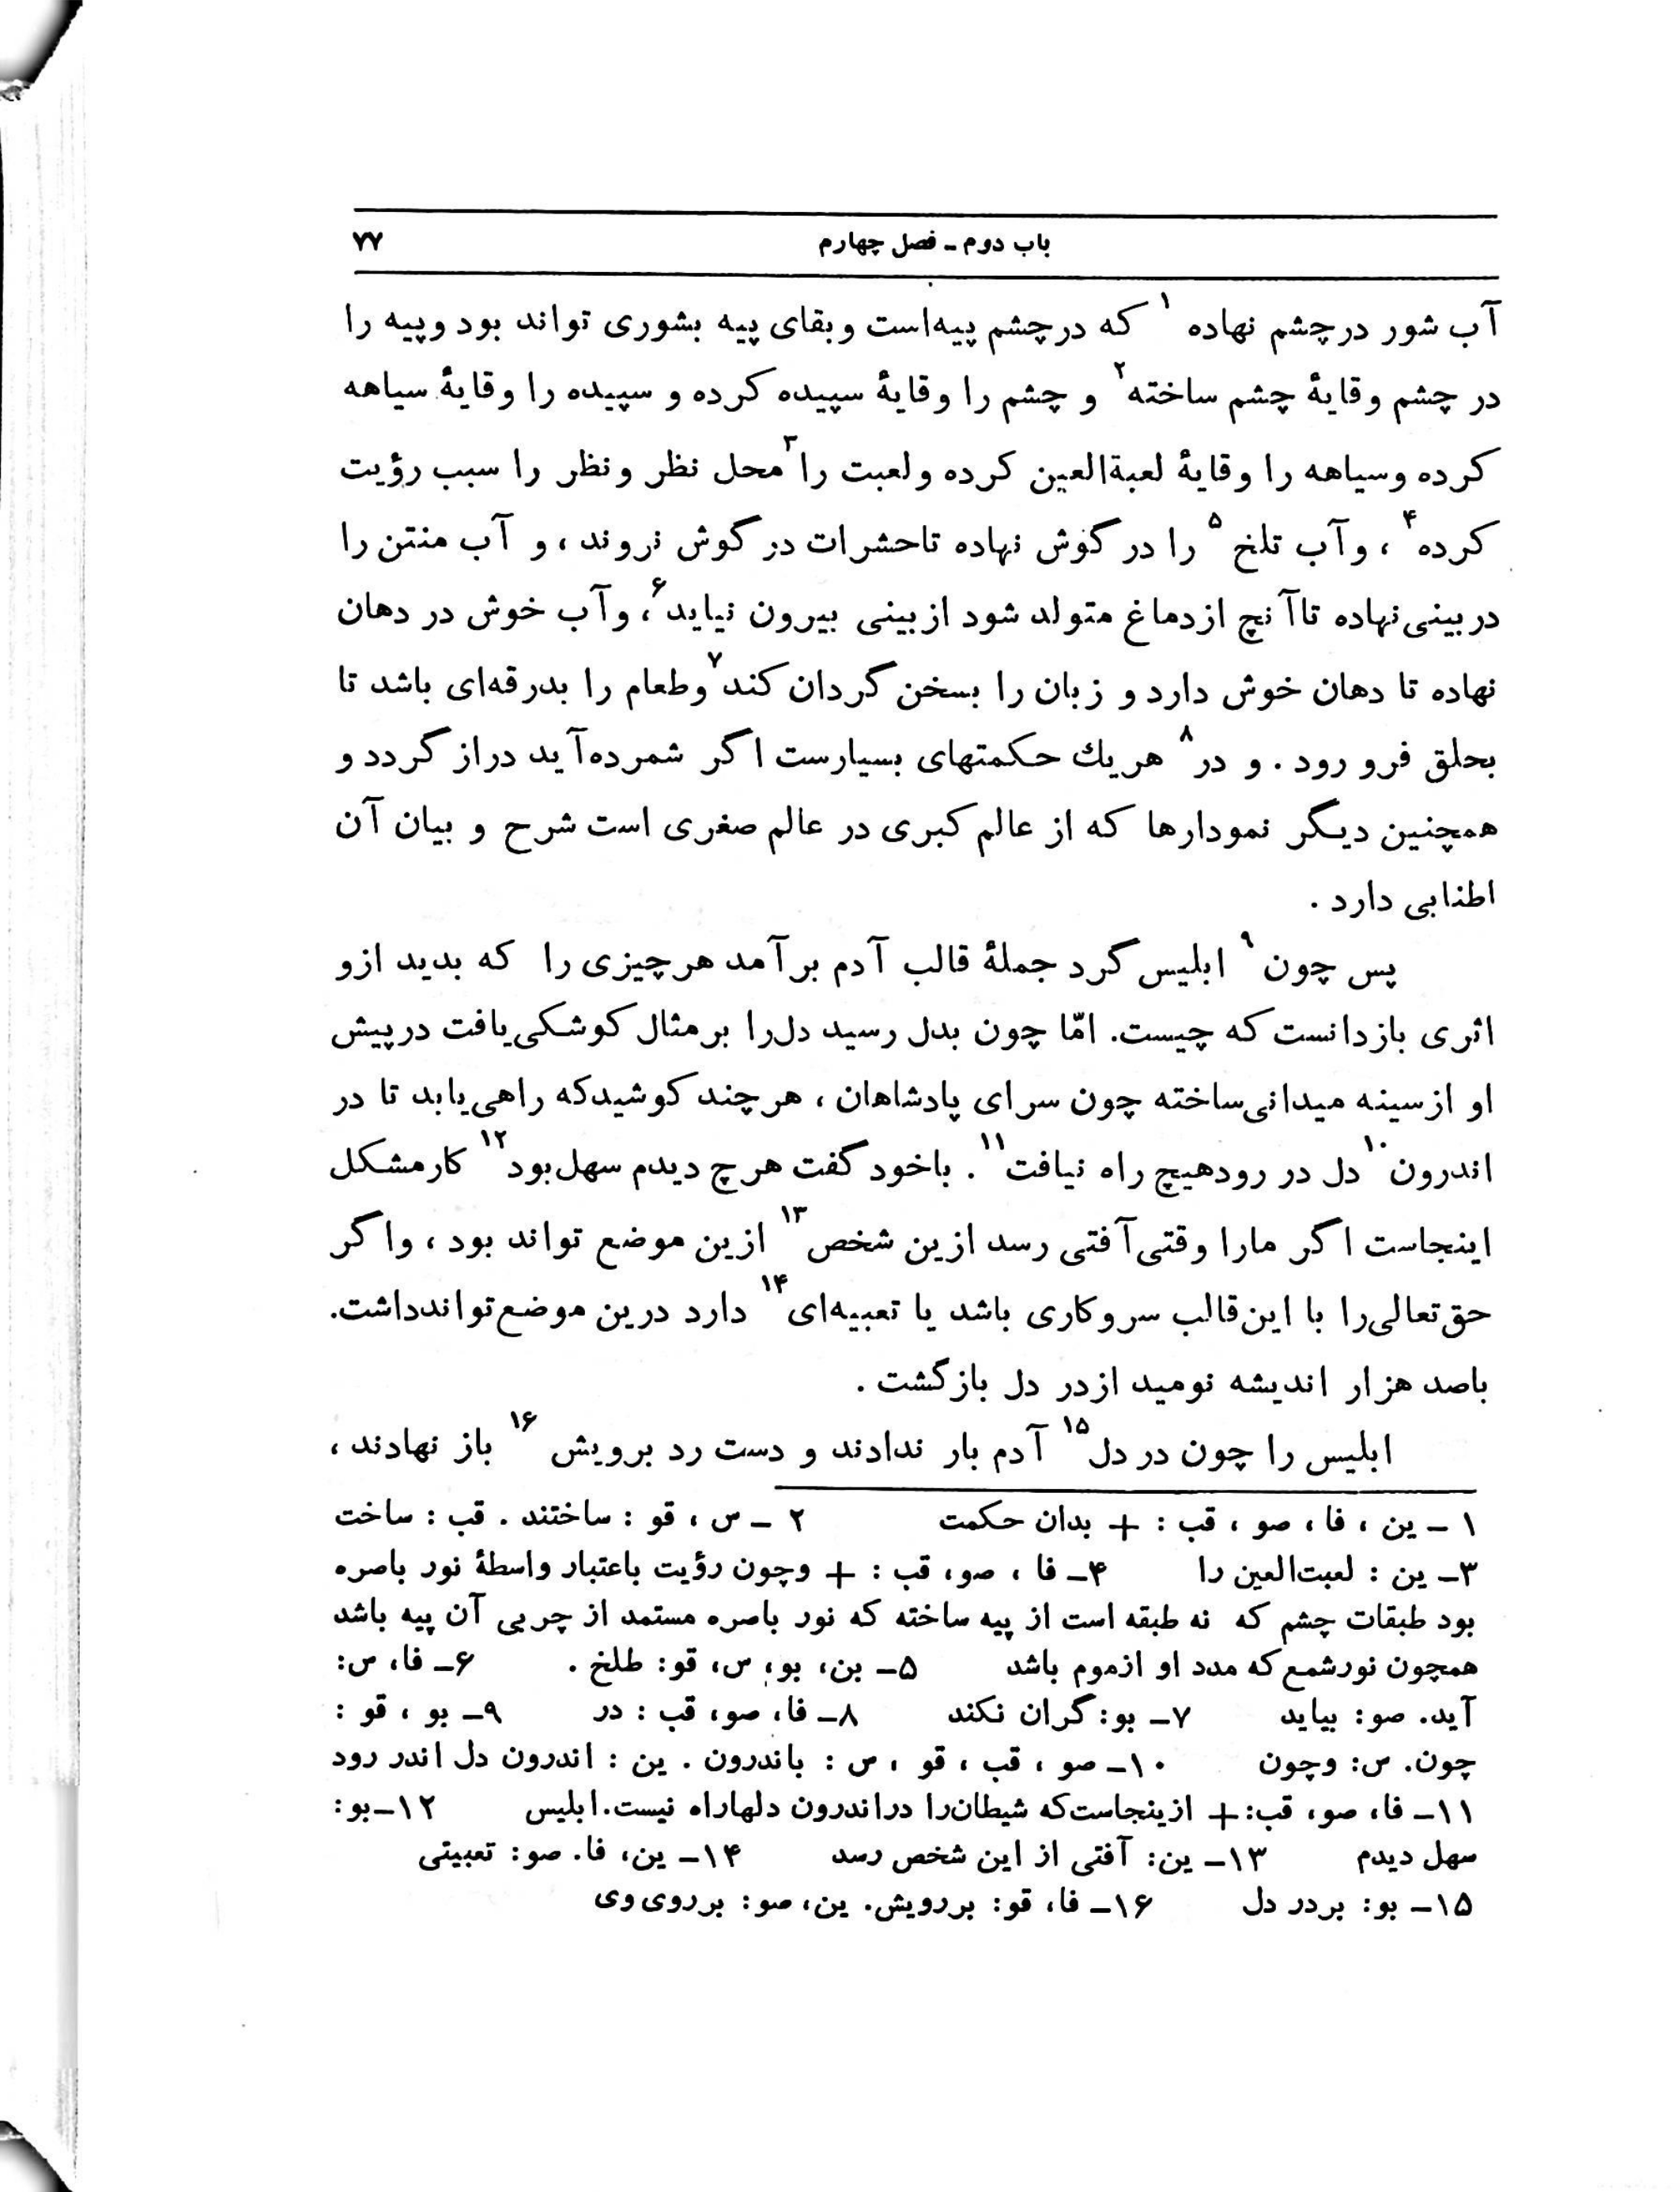 باب دوم ـ فصل چهارم ۷۷
آب شور درچشم نهاده۱ که درچشم پیه‌است وبقای پیه بشوری تواند بود وپیه را
در چشم وقایهٔ چشم ساخته۲ و چشم را وقایهٔ سپیده کرده و سپیده را وقایهٔ سیاهه
کرده وسیاهه را وقایهٔ لعبةالعین کرده ولعبت را۳ محل نظر ونظر را سبب رؤیت
کرده۴، وآب تلخ۵ را در گوش نهاده تاحشرات در گوش نروند، و آب منتن را
دربینی‌نهاده تاآنچ ازدماغ متولد شود ازبینی بیرون نیاید۶، وآب خوش در دهان
نهاده تا دهان خوش دارد و زبان را بسخن گردان کند۷ وطعام را بدرقه‌ای باشد تا
بحلق فرو رود. و در۸ هریك حکمتهای بسیارست اگر شمرده‌آید دراز گردد و
همچنین دیگر نمودارها که از عالم کبری در عالم صغری است شرح و بیان آن
اطنابی دارد.
پس چون۹ ابلیس گرد جملهٔ قالب آدم برآمد هرچیزی را که بدید ازو
اثری بازدانست که چیست. امّا چون بدل رسید دل‌را برمثال کوشکی‌یافت درپیش
او ازسینه میدانی‌ساخته چون سرای پادشاهان، هرچند کوشیدکه راهی‌یابد تا در
اندرون۱۰ دل در رودهیچ راه نیافت۱۱. باخود گفت هرچ دیدم سهل‌بود۱۲ کارمشکل
اینجاست اگر مارا وقتی‌آفتی رسد ازین شخص۱۳ ازین موضع تواند بود، واگر
حق‌تعالی‌را با این‌قالب سروکاری باشد یا تعبیه‌ای۱۴ دارد درین موضع‌تواندداشت.
باصد هزار اندیشه نومید ازدر دل بازگشت.
ابلیس را چون در دل۱۵ آدم بار ندادند و دست رد برویش۱۶ باز نهادند،
۱ ـ ین، فا، صو، قب: + بدان حکمت ۲ ـ س، قو: ساختند. قب: ساخت
۳ـ ین: لعبت‌العین را ۴ـ فا، صو، قب: + وچون رؤیت باعتبار واسطهٔ نور باصره
بود طبقات چشم که نه طبقه است از پیه ساخته که نور باصره مستمد از چربی آن پیه باشد
همچون نورشمع که مدد او ازموم باشد ۵ـ بن، بو، س، قو: طلخ. ۶ـ فا، س:
آید. صو: بیاید ۷ـ بو: گران نکند ۸ـ فا، صو، قب: در ۹ـ بو، قو:
چون. س: وچون ۱۰ـ صو، قب، قو، س: باندرون. ین: اندرون دل اندر رود
۱۱ـ فا، صو، قب: + ازینجاست‌که شیطان‌را دراندرون دلهاراه نیست. ابلیس ۱۲ـ بو:
سهل دیدم ۱۳ـ ین: آفتی از این شخص رسد ۱۴ـ ین، فا. صو: تعبیتی
۱۵ـ بو: بردر دل ۱۶ـ فا، قو: بررویش. ین، صو: برروی وی